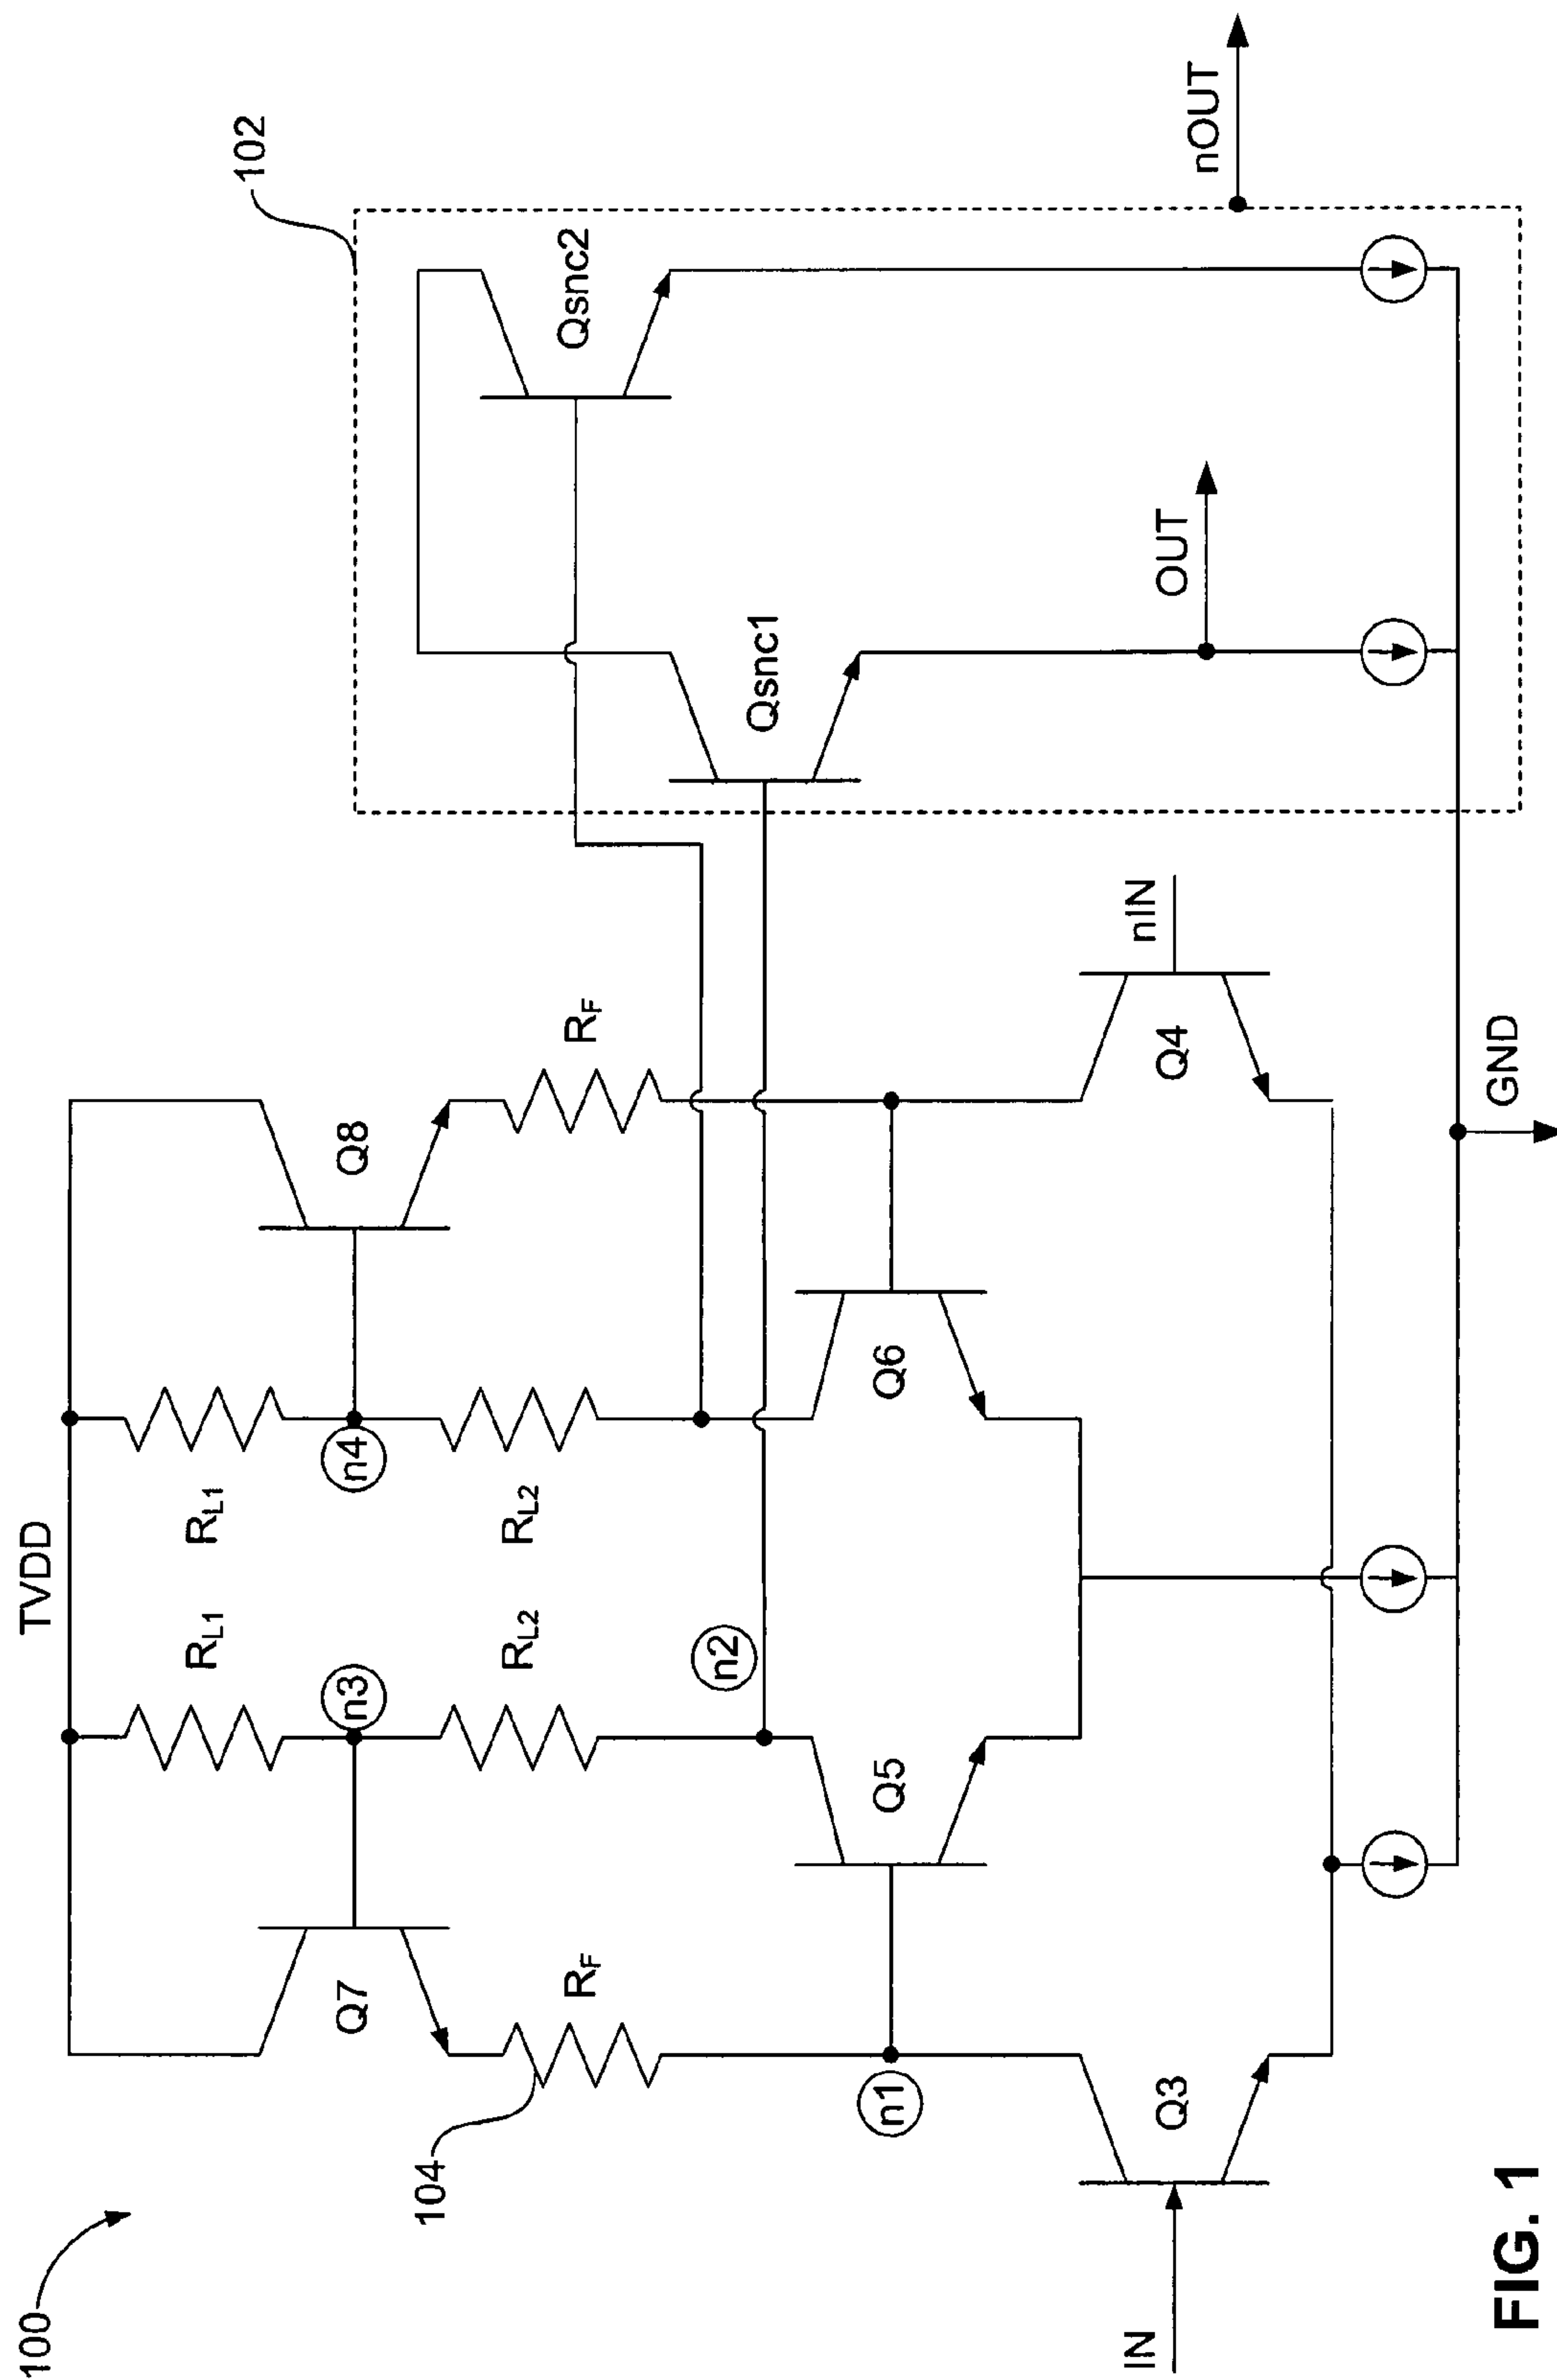 100
TVDD
102
RL1
RL1
Q7
n3
n4
Q8
Qsnc2
104
RF
RL2
RL2
RF
n2
Qsnc1
n1
Q5
Q6
IN
Q3
Q4
nIN
OUT
nOUT
GND
FIG. 1